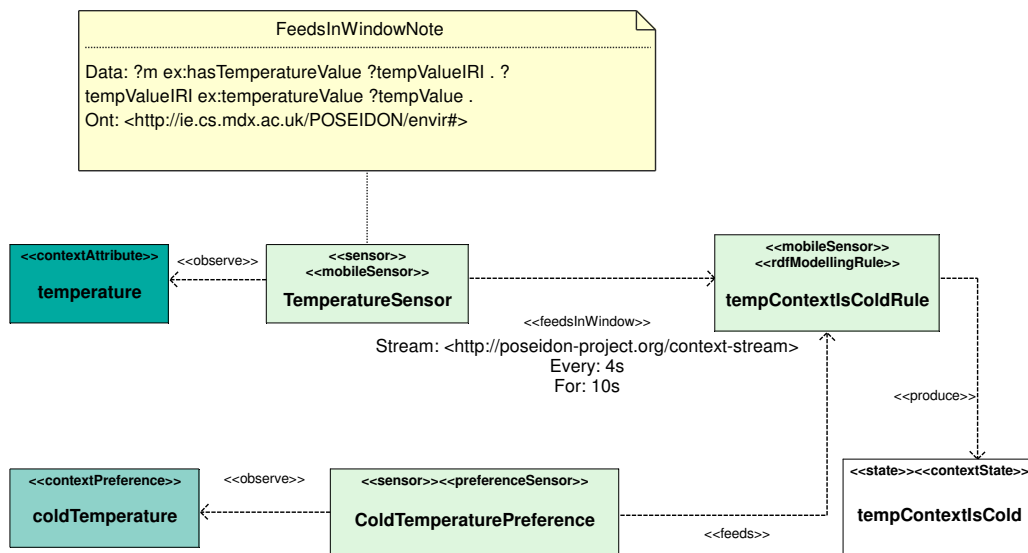 FeedsInWindowNote
Data: ?m ex:hasTemperatureValue ?tempValueIRI . ?
tempValueIRI ex:temperatureValue ?tempValue .
Ont: <http://ie.cs.mdx.ac.uk/POSEIDON/envir#>
<<contextAttribute>>
temperature
<<observe>>
<<sensor>>
<<mobileSensor>>
TemperatureSensor
<<mobileSensor>>
<<rdfModellingRule>>
tempContextIsColdRule
<<feedsInWindow>>
Stream: <http://poseidon-project.org/context-stream>
Every: 4s
For: 10s
<<produce>>
<<contextPreference>>
coldTemperature
<<observe>>
<<sensor>><<preferenceSensor>>
ColdTemperaturePreference
<<feeds>>
<<state>><<contextState>>
tempContextIsCold